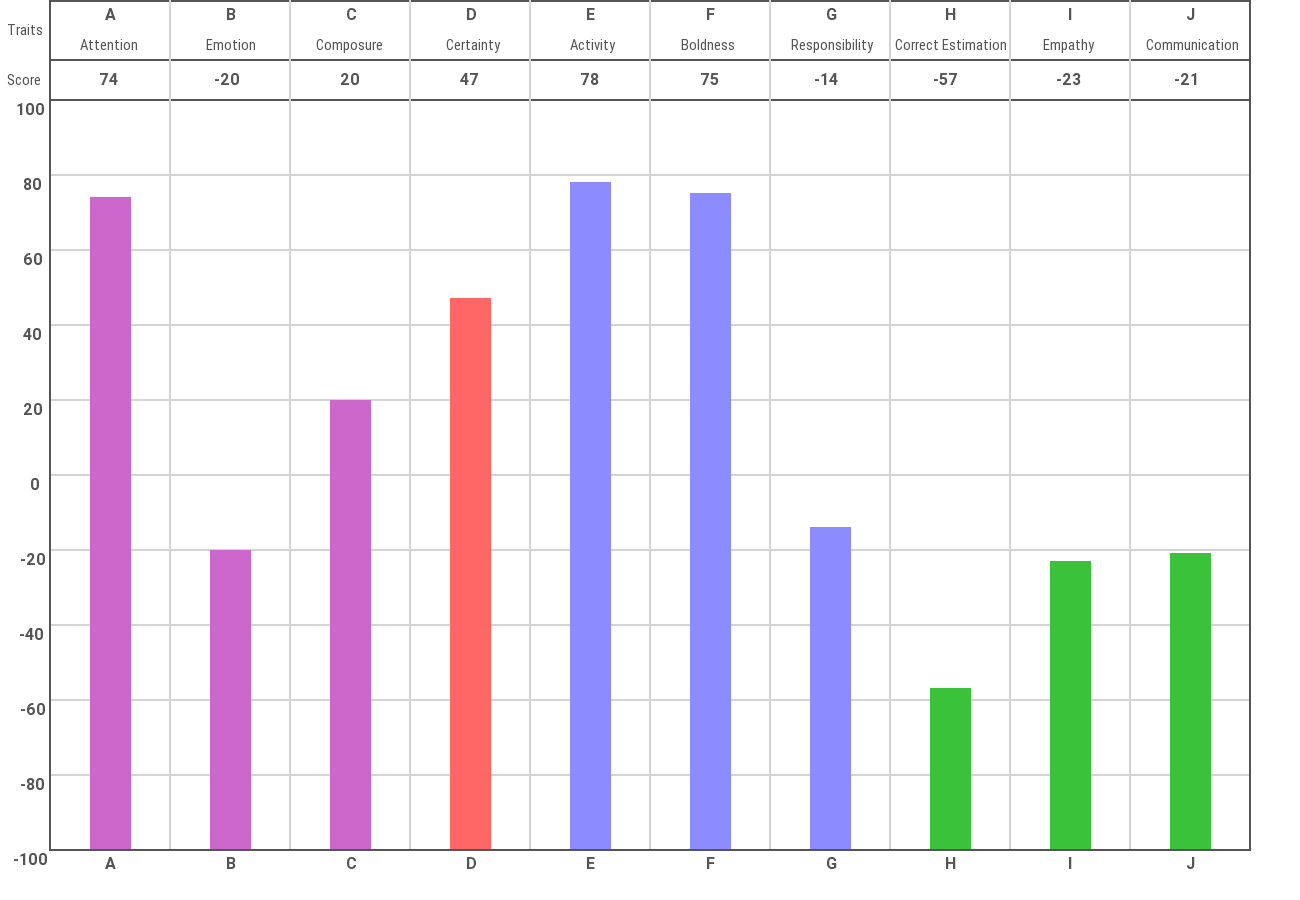 A B C D E F G H I J
Traits
Attention Emotion Composure Certainty Activity Boldness Responsibility Correct Estimation Empathy Communication
Score 74 -20 20 47 78 75 -14 -57 -23 -21
100
80
60
40
20
0
-20
-40
-60
-80
-100
A B C D E F G H I J